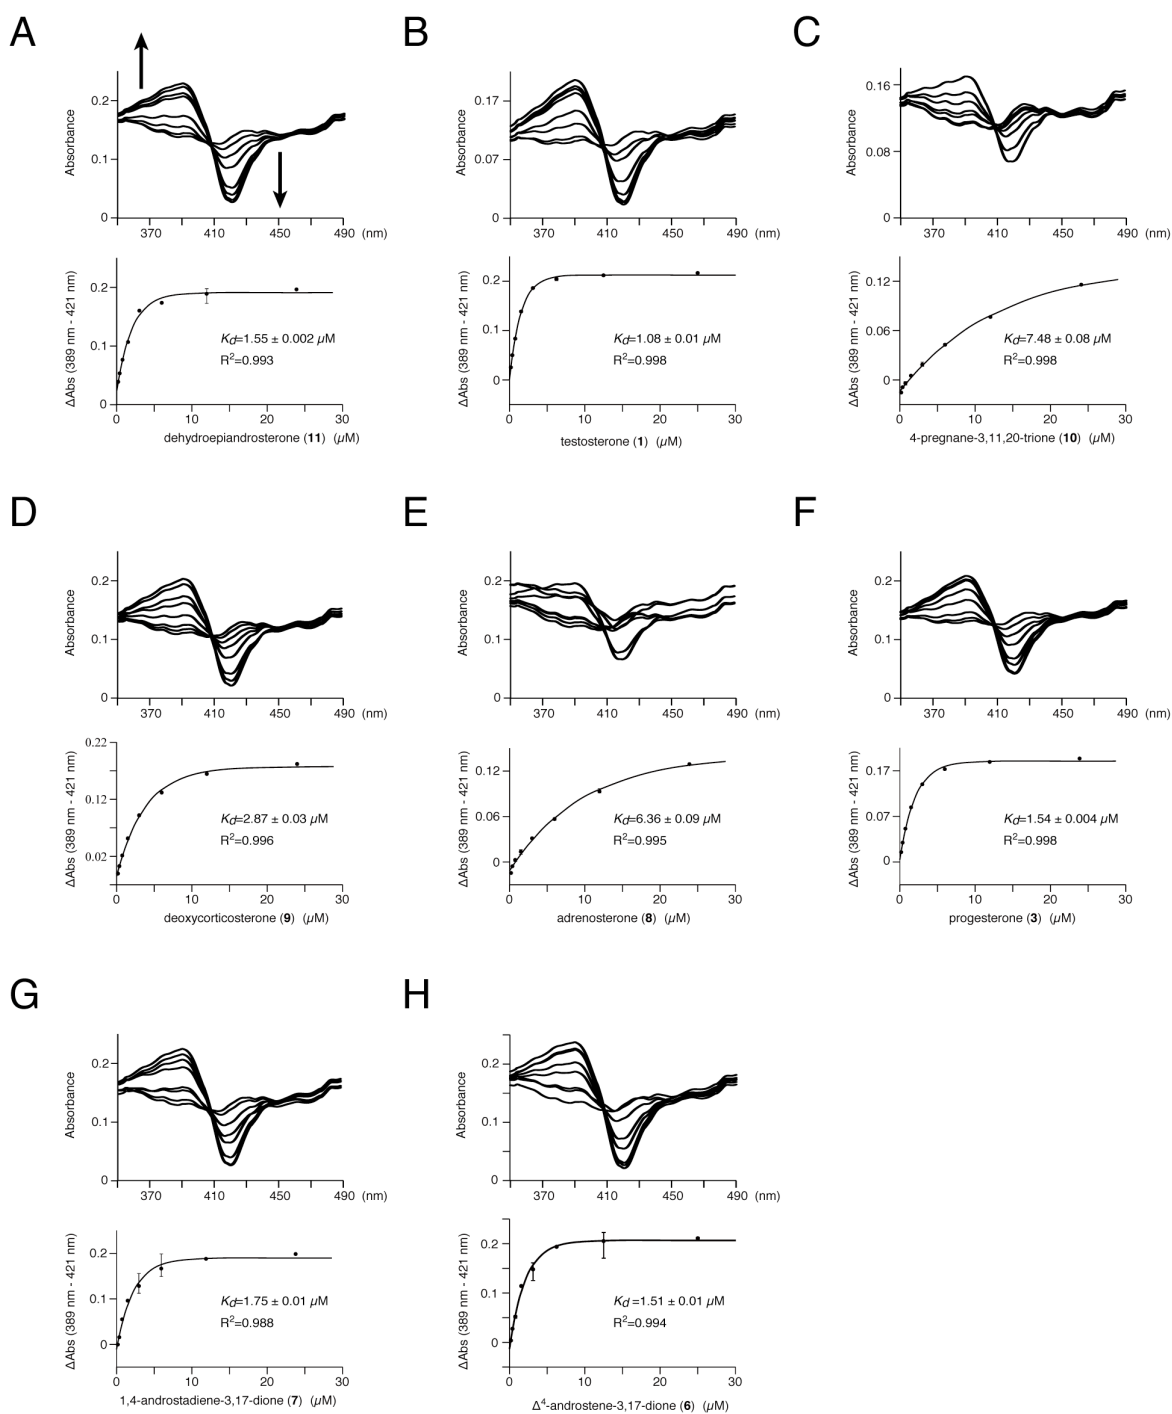 A
B
C
Absorbance
0.2
0.1
0
370
410
450
490
(nm)
Absorbance
0.17
0.07
0
370
410
450
490
(nm)
Absorbance
0.16
0.08
0
370
410
450
490
(nm)
ΔAbs (389 nm - 421 nm)
0.2
0.1
0
Kd=1.55 ± 0.002 µM
R²=0.993
0
10
20
30
dehydroepiandrosterone (11) (µM)
ΔAbs (389 nm - 421 nm)
0.2
0.1
0
Kd=1.08 ± 0.01 µM
R²=0.998
0
10
20
30
testosterone (1) (µM)
ΔAbs (389 nm - 421 nm)
0.12
0.06
0
Kd=7.48 ± 0.08 µM
R²=0.998
0
10
20
30
4-pregnane-3,11,20-trione (10) (µM)
D
E
F
Absorbance
0.2
0.1
0
370
410
450
490
(nm)
Absorbance
0.2
0.1
0
370
410
450
490
(nm)
Absorbance
0.2
0.1
0
370
410
450
490
(nm)
ΔAbs (389 nm - 421 nm)
0.22
0.12
0.02
Kd=2.87 ± 0.03 µM
R²=0.996
0
10
20
30
deoxycorticosterone (9) (µM)
ΔAbs (389 nm - 421 nm)
0.12
0.06
0
Kd=6.36 ± 0.09 µM
R²=0.995
0
10
20
30
adrenosterone (8) (µM)
ΔAbs (389 nm - 421 nm)
0.17
0.07
0
Kd=1.54 ± 0.004 µM
R²=0.998
0
10
20
30
progesterone (3) (µM)
G
H
Absorbance
0.2
0.1
0
370
410
450
490
(nm)
Absorbance
0.2
0.1
0
370
410
450
490
(nm)
ΔAbs (389 nm - 421 nm)
0.2
0.1
0
Kd=1.75 ± 0.01 µM
R²=0.988
0
10
20
30
1,4-androstadiene-3,17-dione (7) (µM)
ΔAbs (389 nm - 421 nm)
0.2
0.1
0
Kd =1.51 ± 0.01 µM
R²=0.994
0
10
20
30
Δ⁴-androstene-3,17-dione (6) (µM)